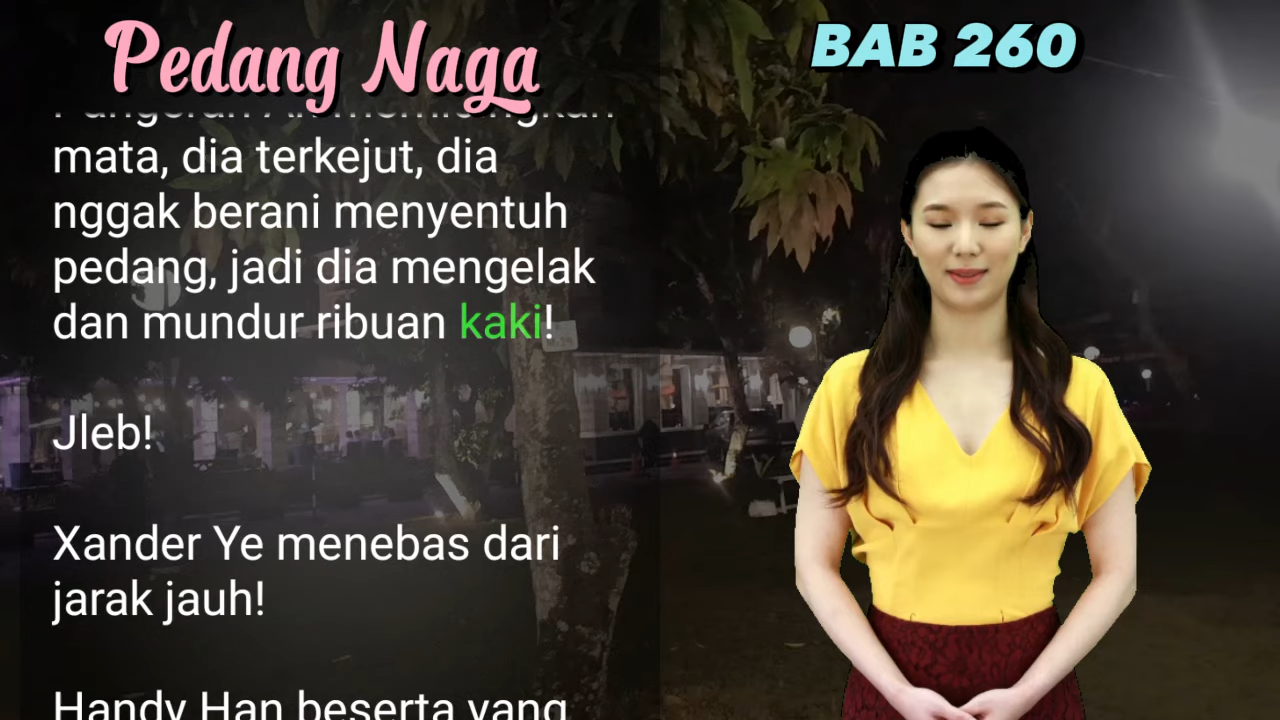 Pedang Naga
BAB 260
mata, dia terkejut, dia
nggak berani menyentuh
pedang, jadi dia mengelak
dan mundur ribuan kaki!
Jleb!
Xander Ye menebas dari
jarak jauh!
Handy Han beserta yang